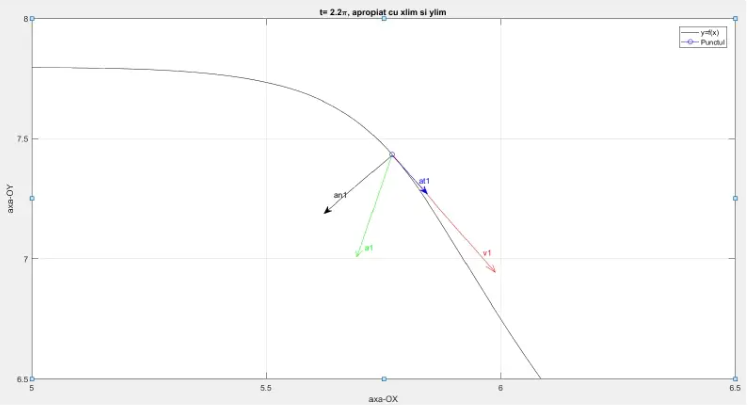 t= 2.2π, apropiat cu xlim si ylim
y=f(x)
Punctul
8
7.5
7
6.5
axa-OY
at1
an1
a1
v1
5
5.5
6
6.5
axa-OX